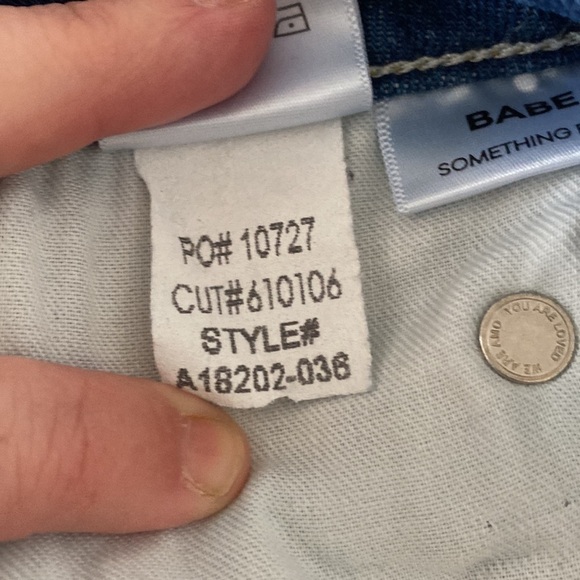 BABE
SOMETHING
PO# 10727
CUT#610106
STYLE#
A18202-036
YOU ARE LOVED
WE ARE AMO